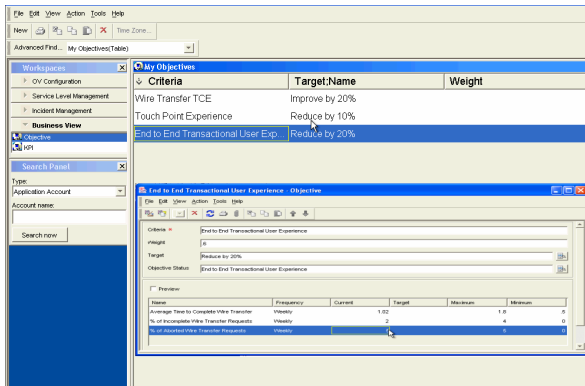 File Edit View Action Tools Help
New Time Zone...
Advanced Find... My Objectives(Table)
Workspaces
OV Configuration
Service Level Management
Incident Management
Business View
Objective
KPI
Search Panel
Type:
Application Account
Account name:
Search now
My Objectives
Criteria Target;Name Weight
Wire Transfer TCE Improve by 20%
Touch Point Experience Reduce by 10%
End to End Transactional User Exp... Reduce by 20%
End to End Transactional User Experience - Objective
File Edit View Action Tools Help
Criteria * End to End Transactional User Experience
Weight .6
Target Reduce by 20%
Objective Status End to End Transactional User Experience
Preview
Name Frequency Current Target Maximum Minimum
Average Time to Complete Wire Transfer Weekly 1.02 1.8 .5
% of Incomplete Wire Transfer Requests Weekly 2 4 0
% of Aborted Wire Transfer Requests Weekly 0